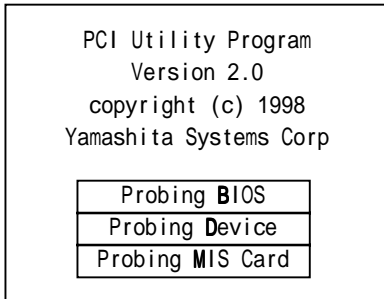 PCI Utility Program
Version 2.0
copyright (c) 1998
Yamashita Systems Corp
Probing BIOS
Probing Device
Probing MIS Card